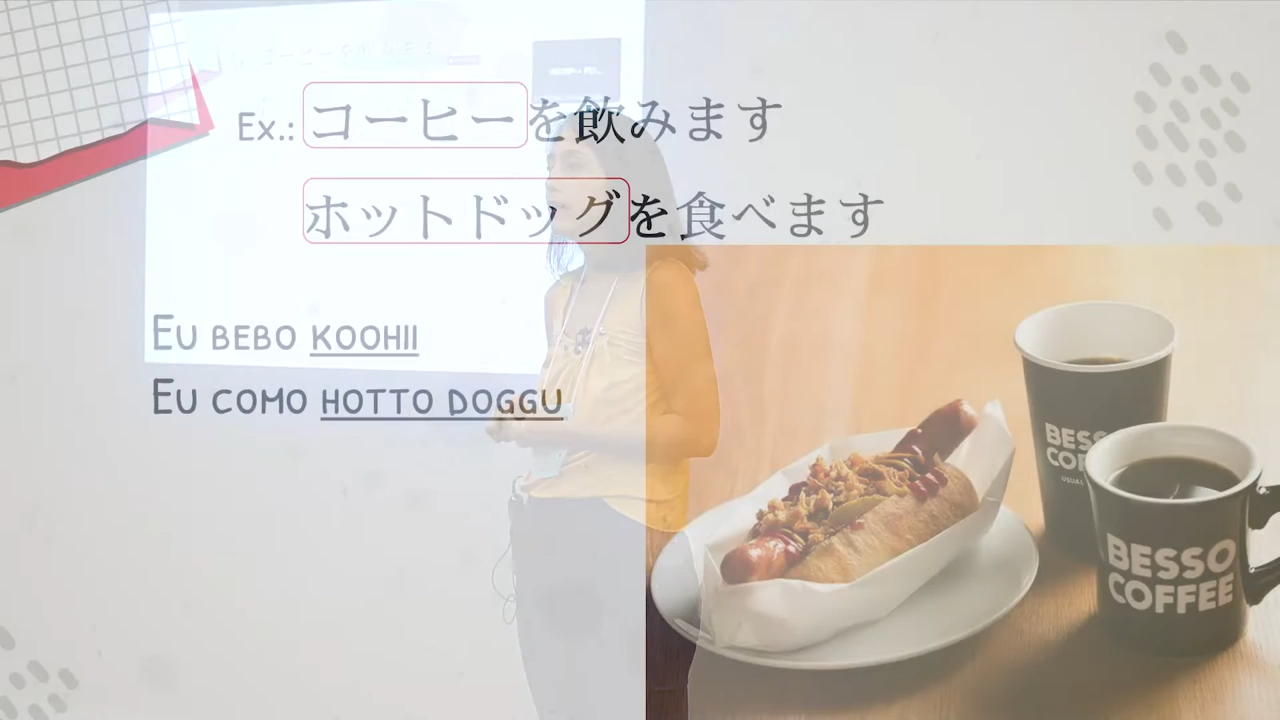 Ex.: コーヒーを飲みます
ホットドッグを食べます
EU BEBO KOOHII
EU COMO HOTTO DOGGU
BESSO
COFFEE
USUAL
BESSO
COFFEE